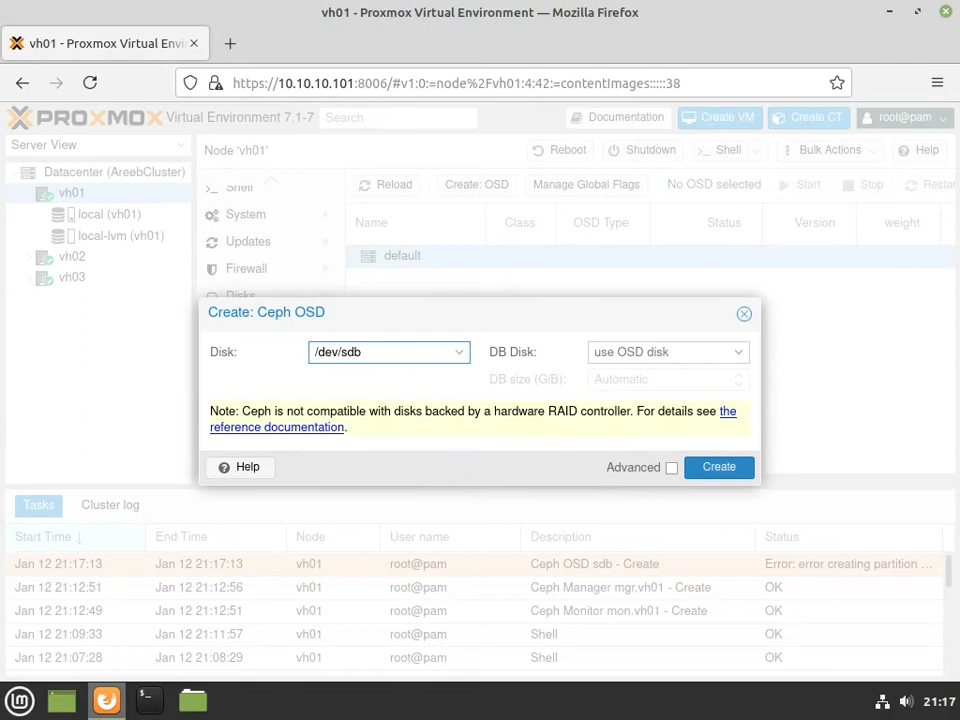 vh01 - Proxmox Virtual Environment — Mozilla Firefox
vh01 - Proxmox Virtual Envi
https://10.10.10.101:8006/#v1:0:=node%2Fvh01:4:42:=contentImages:::::38
PROXMOX Virtual Environment 7.1-7 Search Documentation Create VM Create CT root@pam
Server View
Node 'vh01' Reboot Shutdown Shell Bulk Actions Help
Datacenter (AreebCluster)
vh01
local (vh01)
local-lvm (vh01)
vh02
vh03
Shell
System
Updates
Firewall
Disks
Reload Create: OSD Manage Global Flags No OSD selected Start Stop Restar
Name Class OSD Type Status Version weight
default
Create: Ceph OSD
Disk: /dev/sdb DB Disk: use OSD disk
DB size (GiB): Automatic
Note: Ceph is not compatible with disks backed by a hardware RAID controller. For details see the
reference documentation.
Help Advanced Create
Tasks Cluster log
Start Time ↓ End Time Node User name Description Status
Jan 12 21:17:13 Jan 12 21:17:13 vh01 root@pam Ceph OSD sdb - Create Error: error creating partition ...
Jan 12 21:12:51 Jan 12 21:12:56 vh01 root@pam Ceph Manager mgr.vh01 - Create OK
Jan 12 21:12:49 Jan 12 21:12:51 vh01 root@pam Ceph Monitor mon.vh01 - Create OK
Jan 12 21:09:33 Jan 12 21:11:57 vh01 root@pam Shell OK
Jan 12 21:07:28 Jan 12 21:08:29 vh01 root@pam Shell OK
21:17